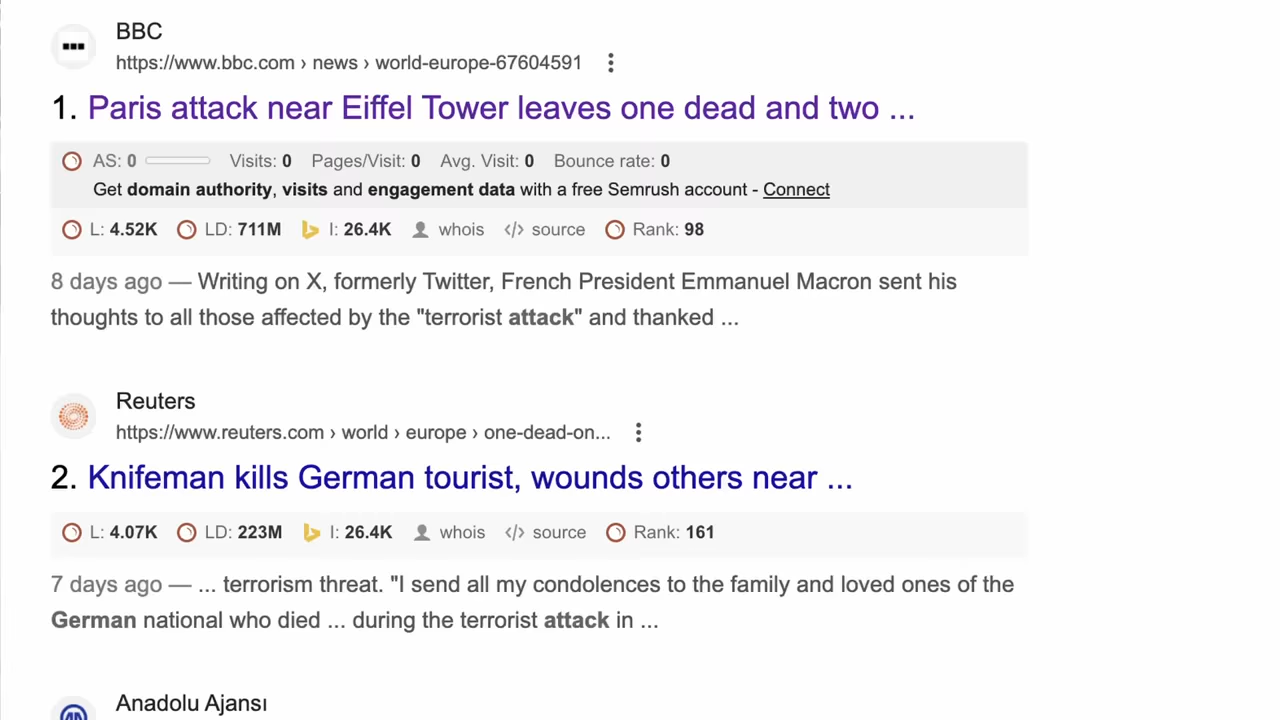 BBC
https://www.bbc.com › news › world-europe-67604591
1. Paris attack near Eiffel Tower leaves one dead and two ...
AS: 0 Visits: 0 Pages/Visit: 0 Avg. Visit: 0 Bounce rate: 0
Get domain authority, visits and engagement data with a free Semrush account - Connect
L: 4.52K LD: 711M I: 26.4K whois </> source Rank: 98
8 days ago — Writing on X, formerly Twitter, French President Emmanuel Macron sent his
thoughts to all those affected by the "terrorist attack" and thanked ...
Reuters
https://www.reuters.com › world › europe › one-dead-on...
2. Knifeman kills German tourist, wounds others near ...
L: 4.07K LD: 223M I: 26.4K whois </> source Rank: 161
7 days ago — ... terrorism threat. "I send all my condolences to the family and loved ones of the
German national who died ... during the terrorist attack in ...
Anadolu Ajansı